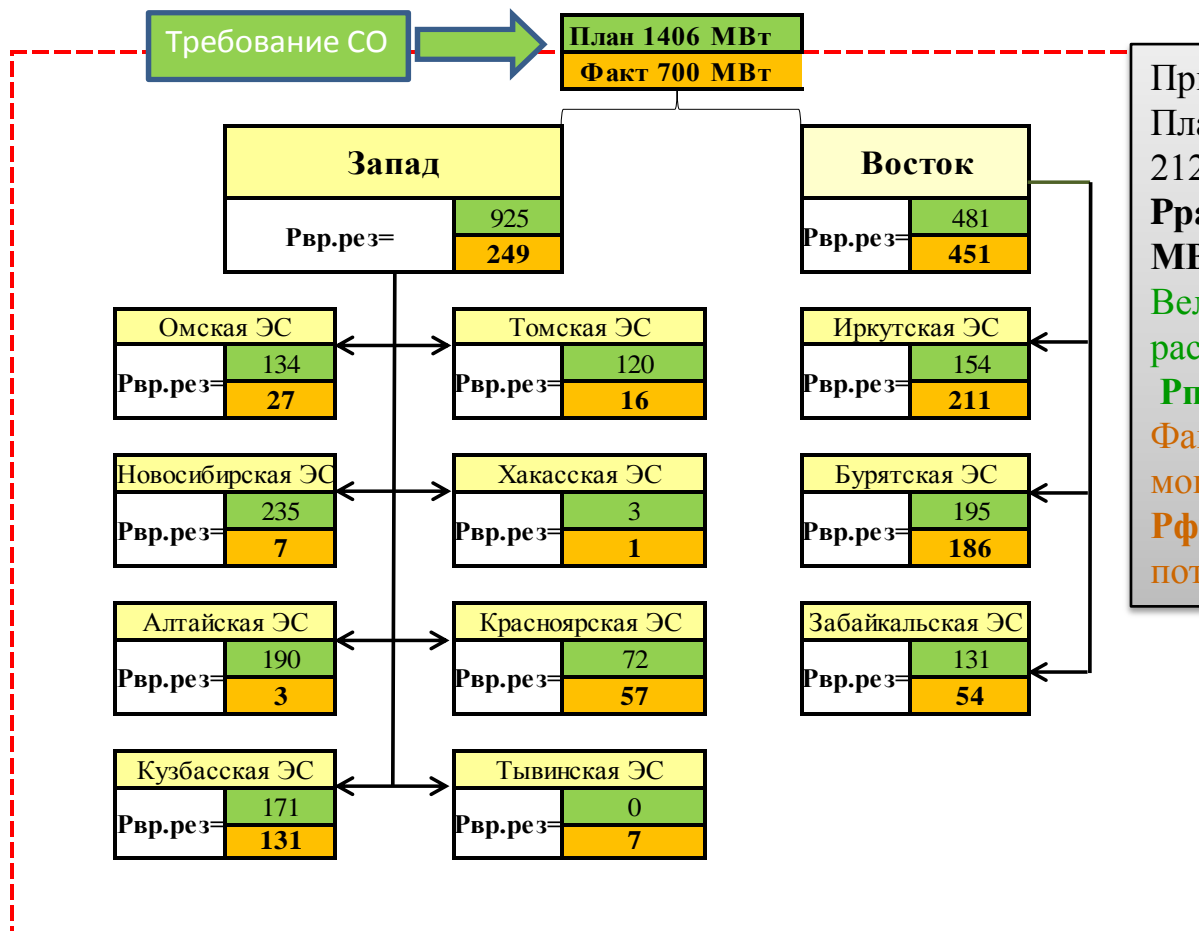 Требование СО
План 1406 МВт
Факт 700 МВт
Запад
Рвр.рез=
925
249
Восток
Рвр.рез=
481
451
Омская ЭС
Рвр.рез=
134
27
Томская ЭС
Рвр.рез=
120
16
Иркутская ЭС
Рвр.рез=
154
211
Новосибирская ЭС
Рвр.рез=
235
7
Хакасская ЭС
Рвр.рез=
3
1
Бурятская ЭС
Рвр.рез=
195
186
Алтайская ЭС
Рвр.рез=
190
3
Красноярская ЭС
Рвр.рез=
72
57
Забайкальская ЭС
Рвр.рез=
131
54
Кузбасская ЭС
Рвр.рез=
171
131
Тывинская ЭС
Рвр.рез=
0
7
212